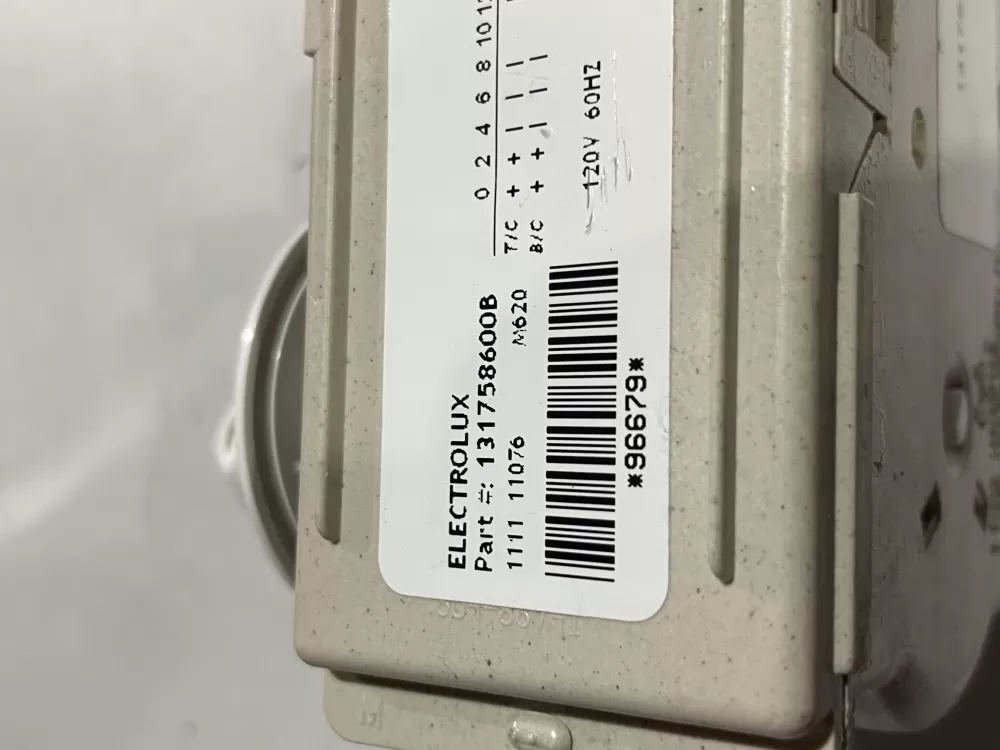 ELECTROLUX
Part #: 131758600B
1111 11076 M620
*96679*
0 2 4 6 8 10
T/C + + | | |
B/C + + | | |
120V 60HZ